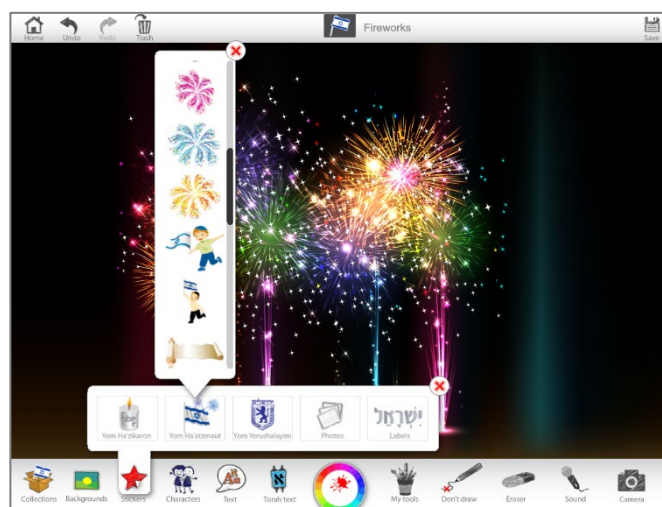 Home Undo Redo Trash Fireworks Save
Yom Ha'zikaron Yom Ha'atzmaut Yom Yerushalayim Photos Labels
יִשְׂרָאֵל
Collections Backgrounds Stickers Characters Text Torah text My tools Don't draw Eraser Sound Camera